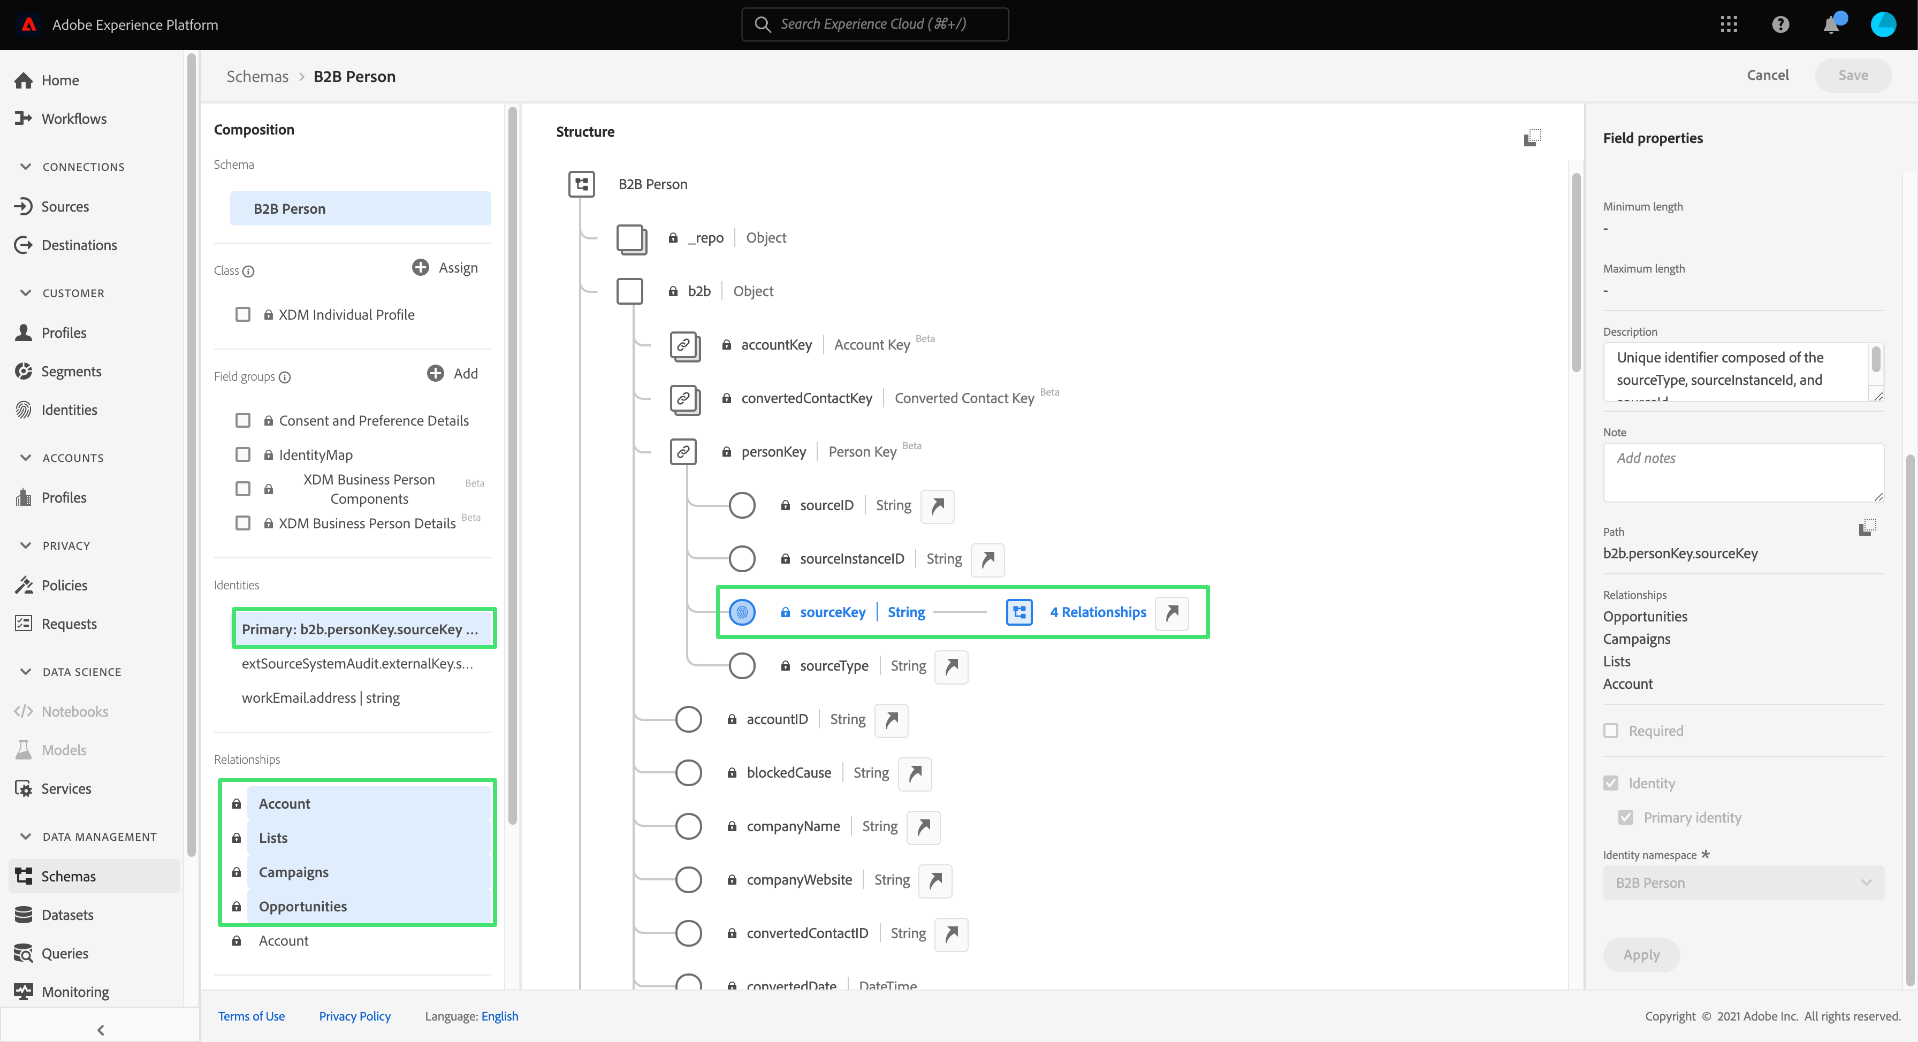 Adobe Experience Platform
Search Experience Cloud (⌘+/)
Home
Workflows
CONNECTIONS
Sources
Destinations
CUSTOMER
Profiles
Segments
Identities
ACCOUNTS
Profiles
PRIVACY
Policies
Requests
DATA SCIENCE
Notebooks
Models
Services
DATA MANAGEMENT
Schemas
Datasets
Queries
Monitoring
Schemas > B2B Person
Cancel
Save
Composition
Schema
B2B Person
Class
Assign
XDM Individual Profile
Field groups
Add
Consent and Preference Details
IdentityMap
XDM Business Person Components Beta
XDM Business Person Details Beta
Identities
Primary: b2b.personKey.sourceKey ...
extSourceSystemAudit.externalKey.s...
workEmail.address | string
Relationships
Account
Lists
Campaigns
Opportunities
Account
Structure
B2B Person
_repo | Object
b2b | Object
accountKey | Account Key Beta
convertedContactKey | Converted Contact Key Beta
personKey | Person Key Beta
sourceID | String
sourceInstanceID | String
sourceKey | String 4 Relationships
sourceType | String
accountID | String
blockedCause | String
companyName | String
companyWebsite | String
convertedContactID | String
convertedDate | DateTime
Field properties
Minimum length
-
Maximum length
-
Description
Unique identifier composed of the
sourceType, sourceInstanceId, and
sourceId
Note
Add notes
Path
b2b.personKey.sourceKey
Relationships
Opportunities
Campaigns
Lists
Account
Required
Identity
Primary identity
Identity namespace *
B2B Person
Apply
Terms of Use
Privacy Policy
Language: English
Copyright © 2021 Adobe Inc. All rights reserved.